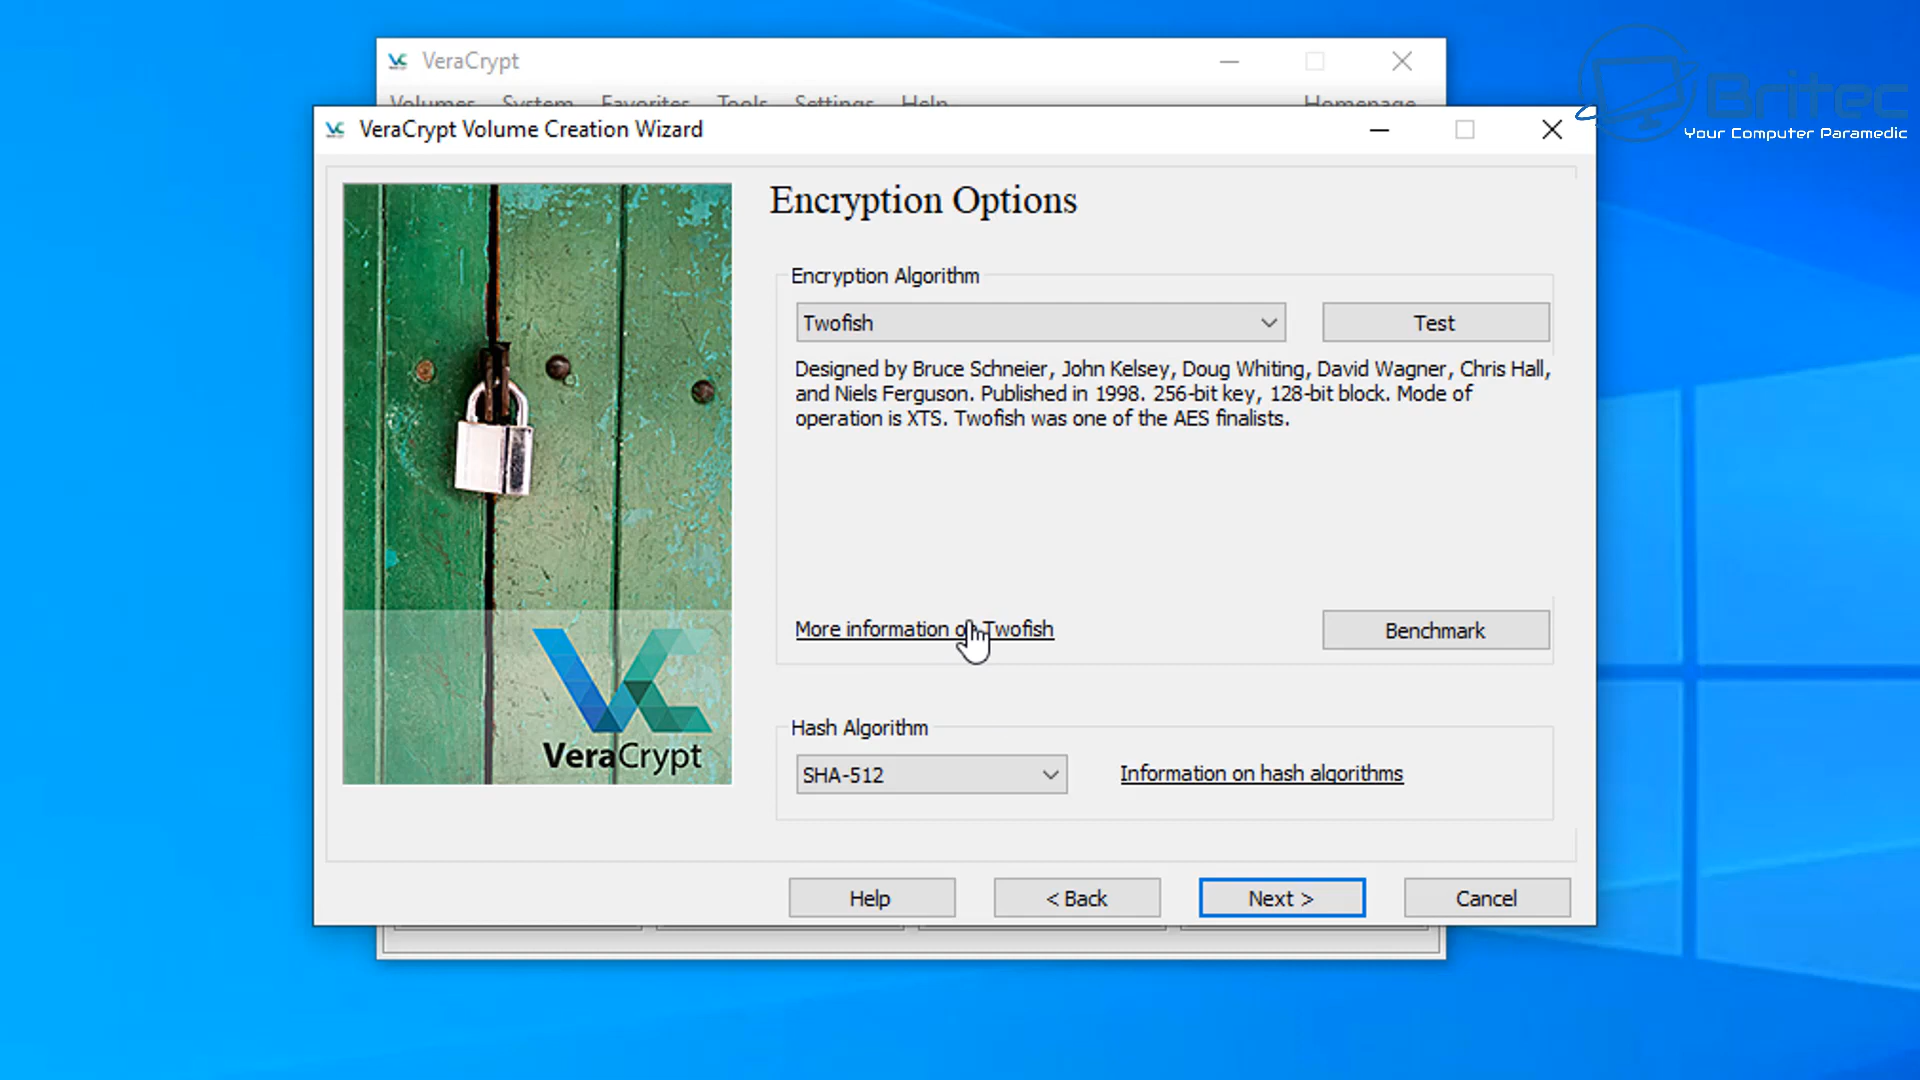 VeraCrypt
Volumes System Favorites Tools Settings Help Homepage
VeraCrypt Volume Creation Wizard
Britec
Your Computer Paramedic
Encryption Options
Encryption Algorithm
Twofish
Test
Designed by Bruce Schneier, John Kelsey, Doug Whiting, David Wagner, Chris Hall,
and Niels Ferguson. Published in 1998. 256-bit key, 128-bit block. Mode of
operation is XTS. Twofish was one of the AES finalists.
More information on Twofish
Benchmark
VeraCrypt
Hash Algorithm
SHA-512
Information on hash algorithms
Help
< Back
Next >
Cancel